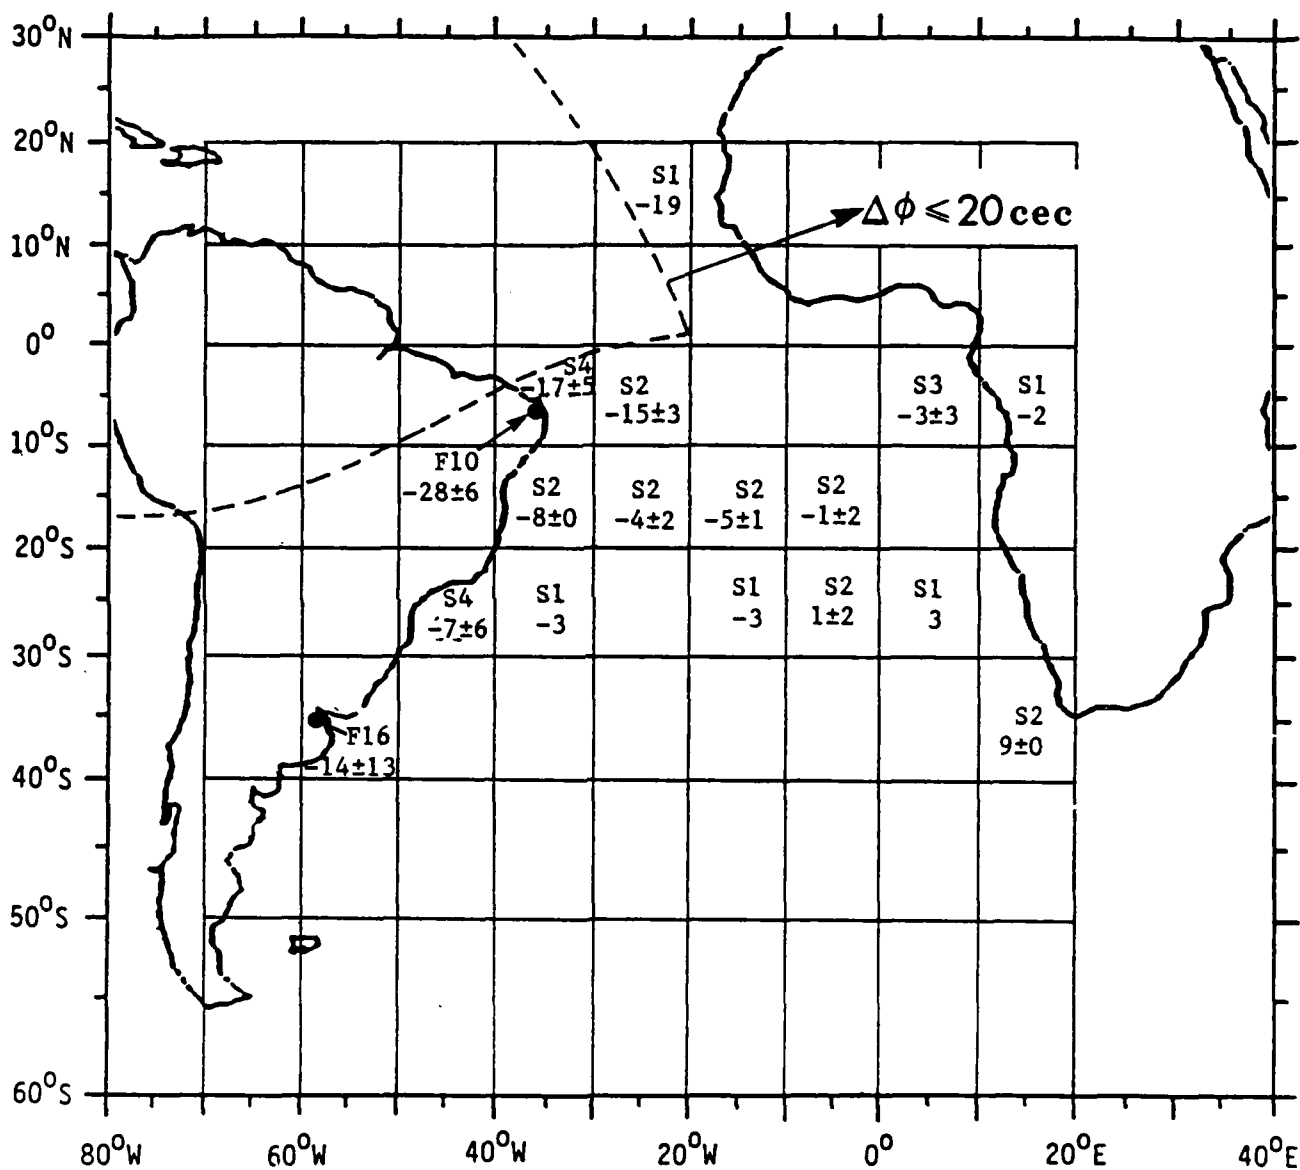 30°N
20°N
S1
-19
Δϕ ⩽ 20 cec
10°N
0°
S4
-17±5
S2
-15±3
S3
-3±3
S1
-2
10°S
F10
-28±6
S2
-8±0
S2
-4±2
S2
-5±1
S2
-1±2
20°S
S4
-7±6
S1
-3
S1
-3
S2
1±2
S1
3
30°S
F16
-14±13
S2
9±0
40°S
50°S
60°S
80°W 60°W 40°W 20°W 0° 20°E 40°E